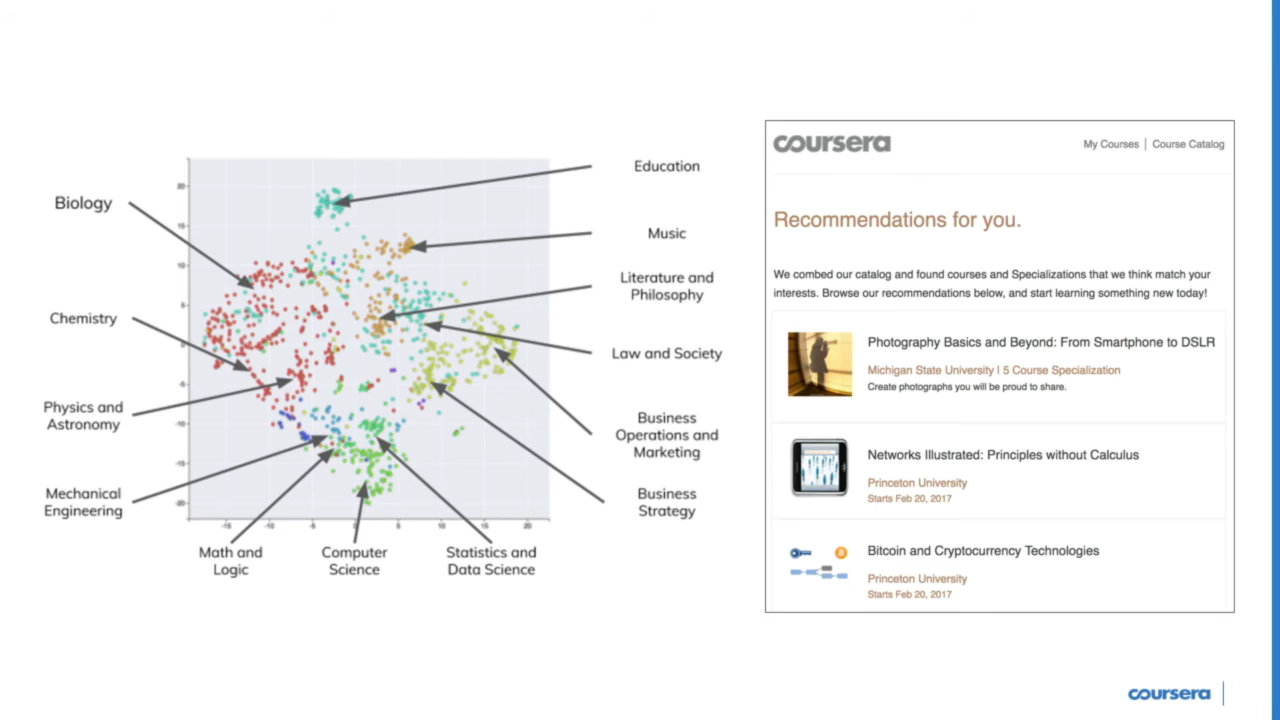 Education
Biology
Music
Literature and
Philosophy
Chemistry
Law and Society
Physics and
Astronomy
Business
Operations and
Marketing
Mechanical
Engineering
Business
Strategy
Math and
Logic
Computer
Science
Statistics and
Data Science
20
15
10
5
0
-5
-10
-15
-20
-15
-10
-5
0
5
10
15
20
coursera
My Courses | Course Catalog
Recommendations for you.
We combed our catalog and found courses and Specializations that we think match your
interests. Browse our recommendations below, and start learning something new today!
Photography Basics and Beyond: From Smartphone to DSLR
Michigan State University | 5 Course Specialization
Create photographs you will be proud to share.
Networks Illustrated: Principles without Calculus
Princeton University
Starts Feb 20, 2017
Bitcoin and Cryptocurrency Technologies
Princeton University
Starts Feb 20, 2017
coursera